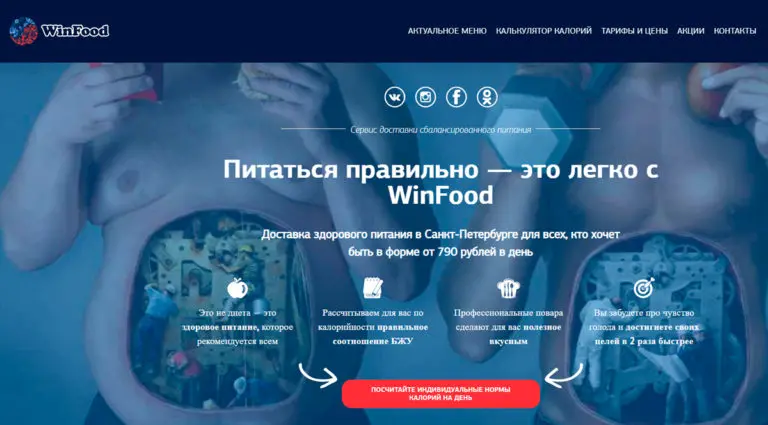 WinFood
АКТУАЛЬНОЕ МЕНЮ КАЛЬКУЛЯТОР КАЛОРИЙ ТАРИФЫ И ЦЕНЫ АКЦИИ КОНТАКТЫ
Сервис доставки сбалансированного питания
Питаться правильно — это легко с
WinFood
Доставка здорового питания в Санкт-Петербурге для всех, кто хочет
быть в форме от 790 рублей в день
Это не диета — это
здоровое питание, которое
рекомендуется всем
Рассчитываем для вас по
калорийности правильное
соотношение БЖУ
Профессиональные повара
сделают для вас полезное
вкусным
Вы забудете про чувство
голода и достигнете своих
целей в 2 раза быстрее
ПОСЧИТАЙТЕ ИНДИВИДУАЛЬНЫЕ НОРМЫ
КАЛОРИЙ НА ДЕНЬ